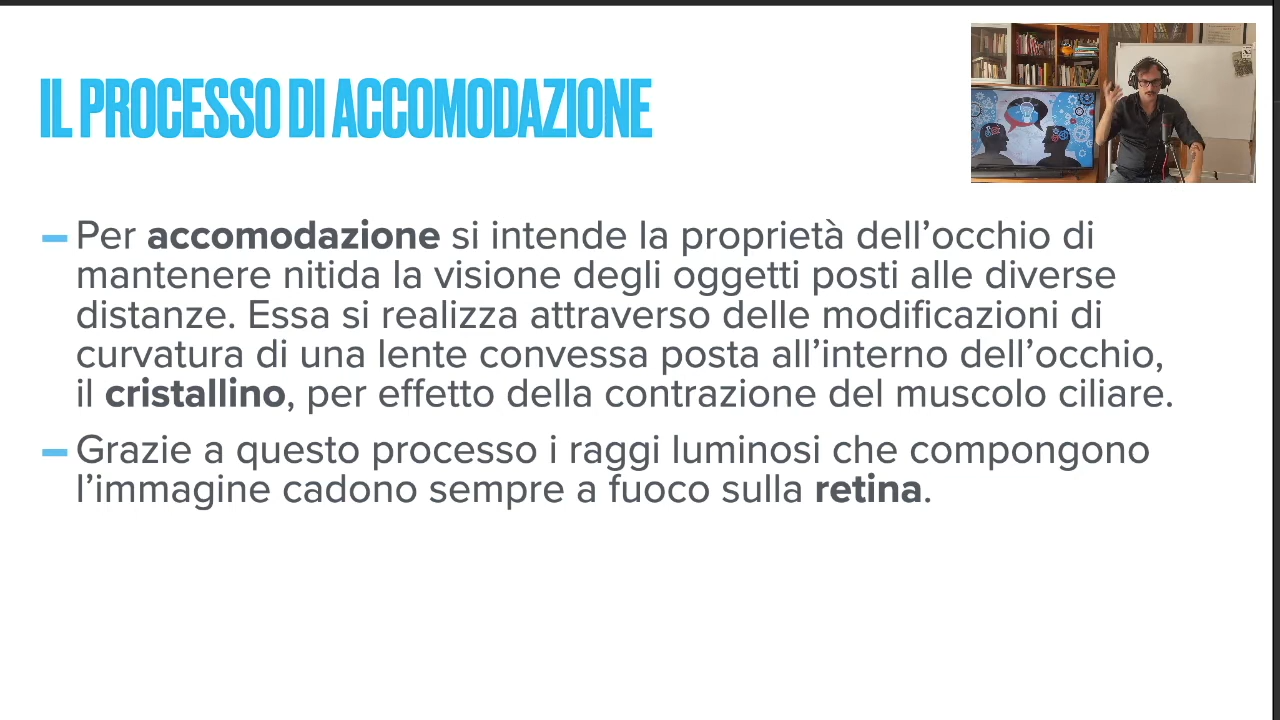 IL PROCESSO DI ACCOMODAZIONE
Per accomodazione si intende la proprietà dell’occhio di
mantenere nitida la visione degli oggetti posti alle diverse
distanze. Essa si realizza attraverso delle modificazioni di
curvatura di una lente convessa posta all’interno dell’occhio,
il cristallino, per effetto della contrazione del muscolo ciliare.
Grazie a questo processo i raggi luminosi che compongono
l’immagine cadono sempre a fuoco sulla retina.